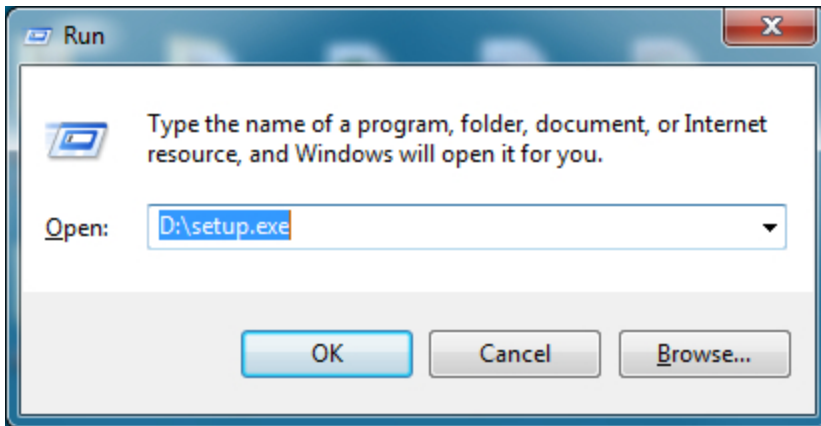 Run
Type the name of a program, folder, document, or Internet
resource, and Windows will open it for you.
Open: D:\setup.exe
OK Cancel Browse...